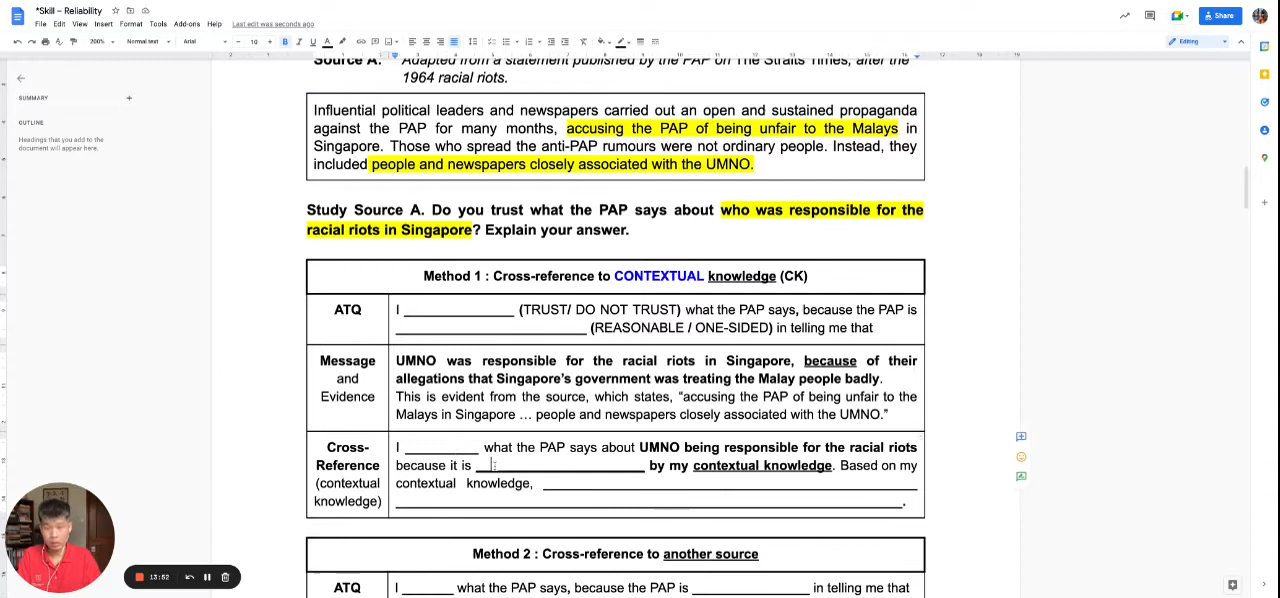 *Skill – Reliability
File Edit View Insert Format Tools Add-ons Help Last edit was seconds ago
Share
200% Normal text Arial 10
Editing
SUMMARY
OUTLINE
Headings that you add to the
document will appear here.
Source A: Adapted from a statement published by the PAP on The Straits Times, after the
1964 racial riots.
Influential political leaders and newspapers carried out an open and sustained propaganda
against the PAP for many months, accusing the PAP of being unfair to the Malays in
Singapore. Those who spread the anti-PAP rumours were not ordinary people. Instead, they
included people and newspapers closely associated with the UMNO.
Study Source A. Do you trust what the PAP says about who was responsible for the
racial riots in Singapore? Explain your answer.
Method 1 : Cross-reference to CONTEXTUAL knowledge (CK)
ATQ
I ______________ (TRUST/ DO NOT TRUST) what the PAP says, because the PAP is
________________________ (REASONABLE / ONE-SIDED) in telling me that
Message
and
Evidence
UMNO was responsible for the racial riots in Singapore, because of their
allegations that Singapore's government was treating the Malay people badly.
This is evident from the source, which states, “accusing the PAP of being unfair to the
Malays in Singapore … people and newspapers closely associated with the UMNO.”
Cross-
Reference
(contextual
knowledge)
I _________ what the PAP says about UMNO being responsible for the racial riots
because it is _____________________ by my contextual knowledge. Based on my
contextual knowledge, _______________________________________________
________________________________________________________________.
13:52
Method 2 : Cross-reference to another source
ATQ
I _______ what the PAP says, because the PAP is _______________ in telling me that